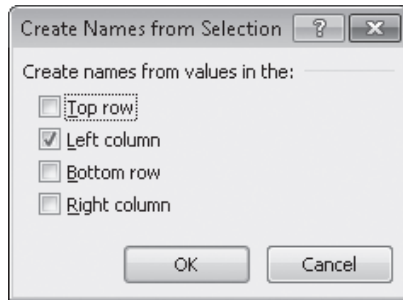 Create Names from Selection
Create names from values in the:
Top row
Left column
Bottom row
Right column
OK Cancel